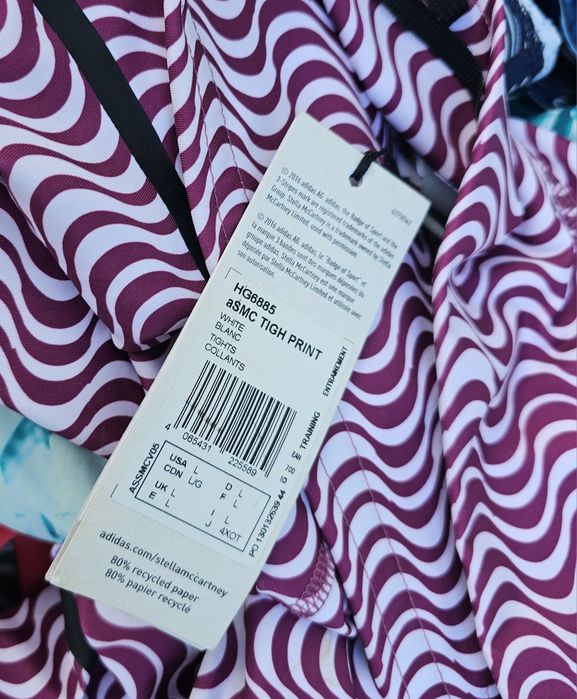 © 2016 adidas AG. adidas, the Badge of Sport and the
3-Stripes mark are registered trademarks of the adidas
Group. Stella McCartney is a trademark owned by Stella
McCartney Limited, used with permission.
© 2016 adidas AG. adidas, le "Badge of Sport", et
la marque 3 bandes sont des marques déposées du
groupe adidas. Stella McCartney est une marque
déposée par Stella McCartney Limited et utilisée avec
son autorisation.
HG6885
aSMC TIGH PRINT
WHITE
BLANC
TIGHTS
COLLANTS
TRAINING
ENTRAINEMENT
4 065431 225589
EAN
ASSMCV05
USA L
D L
CDN L/G
F L
UK L
I L
E L
J 4XOT
adidas.com/stellamccartney
80% recycled paper
80% papier recyclé